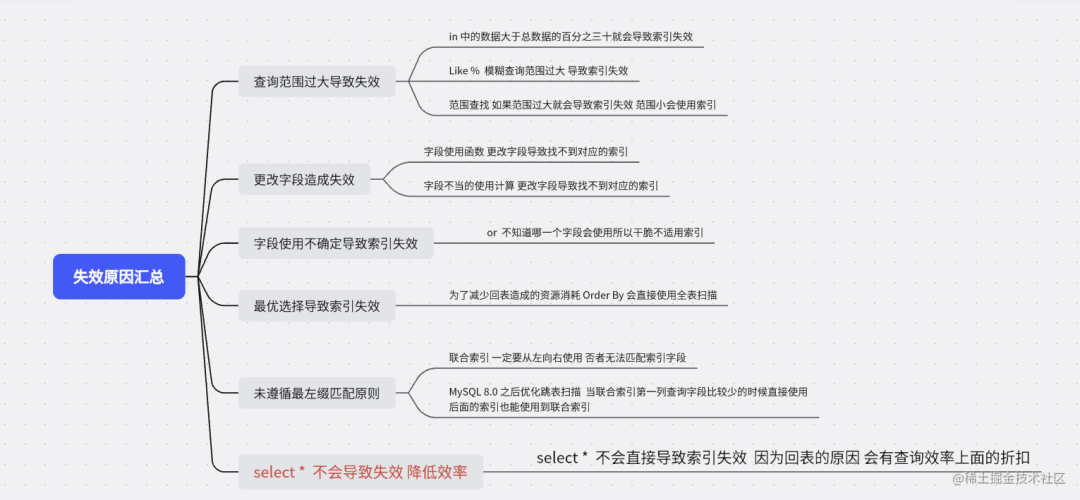 失效原因汇总
查询范围过大导致失效
in 中的数据大于总数据的百分之三十就会导致索引失效
Like % 模糊查询范围过大 导致索引失效
范围查找 如果范围过大就会导致索引失效 范围小会使用索引
更改字段造成失效
字段使用函数 更改字段导致找不到对应的索引
字段不当的使用计算 更改字段导致找不到对应的索引
字段使用不确定导致索引失效
or 不知道哪一个字段会使用所以干脆不适用索引
最优选择导致索引失效
为了减少回表造成的资源消耗 Order By 会直接使用全表扫描
未遵循最左缀匹配原则
联合索引 一定要从左向右使用 否者无法匹配索引字段
MySQL 8.0 之后优化跳表扫描 当联合索引第一列查询字段比较少的时候直接使用
后面的索引也能使用到联合索引
select * 不会导致失效 降低效率
select * 不会直接导致索引失效 因为回表的原因 会有查询效率上面的折扣
@稀土掘金技术社区